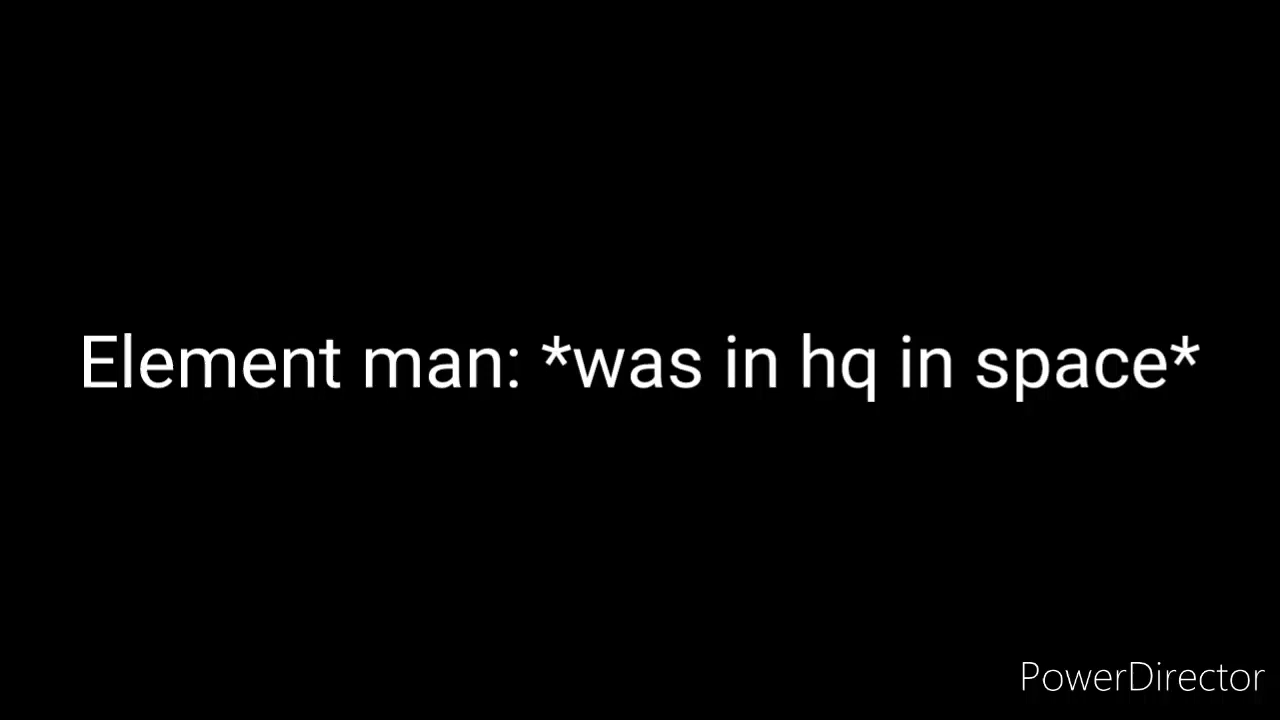 Element man: *was in hq in space*
PowerDirector